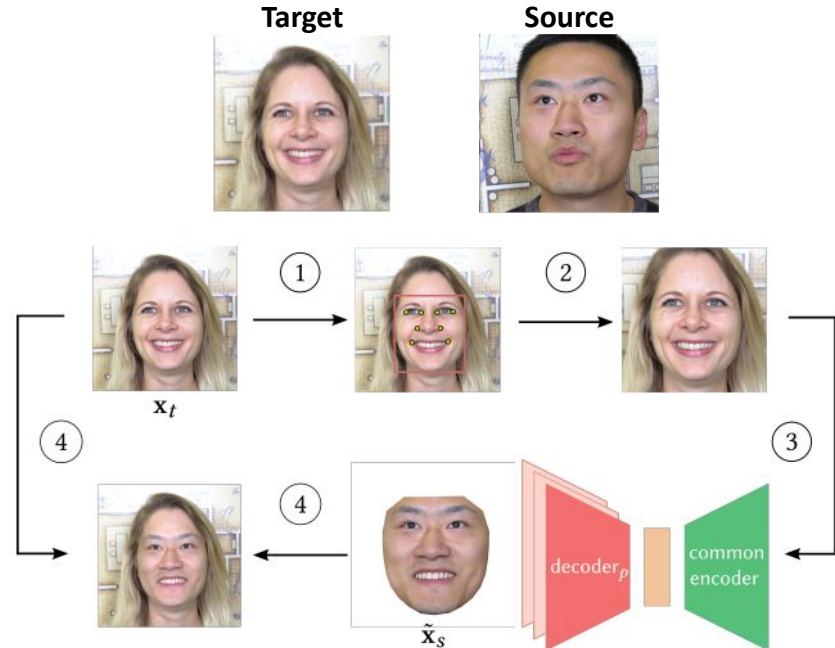 Target Source
1 2
x_t
4 4 3
decoder_p common
encoder
x̃_s